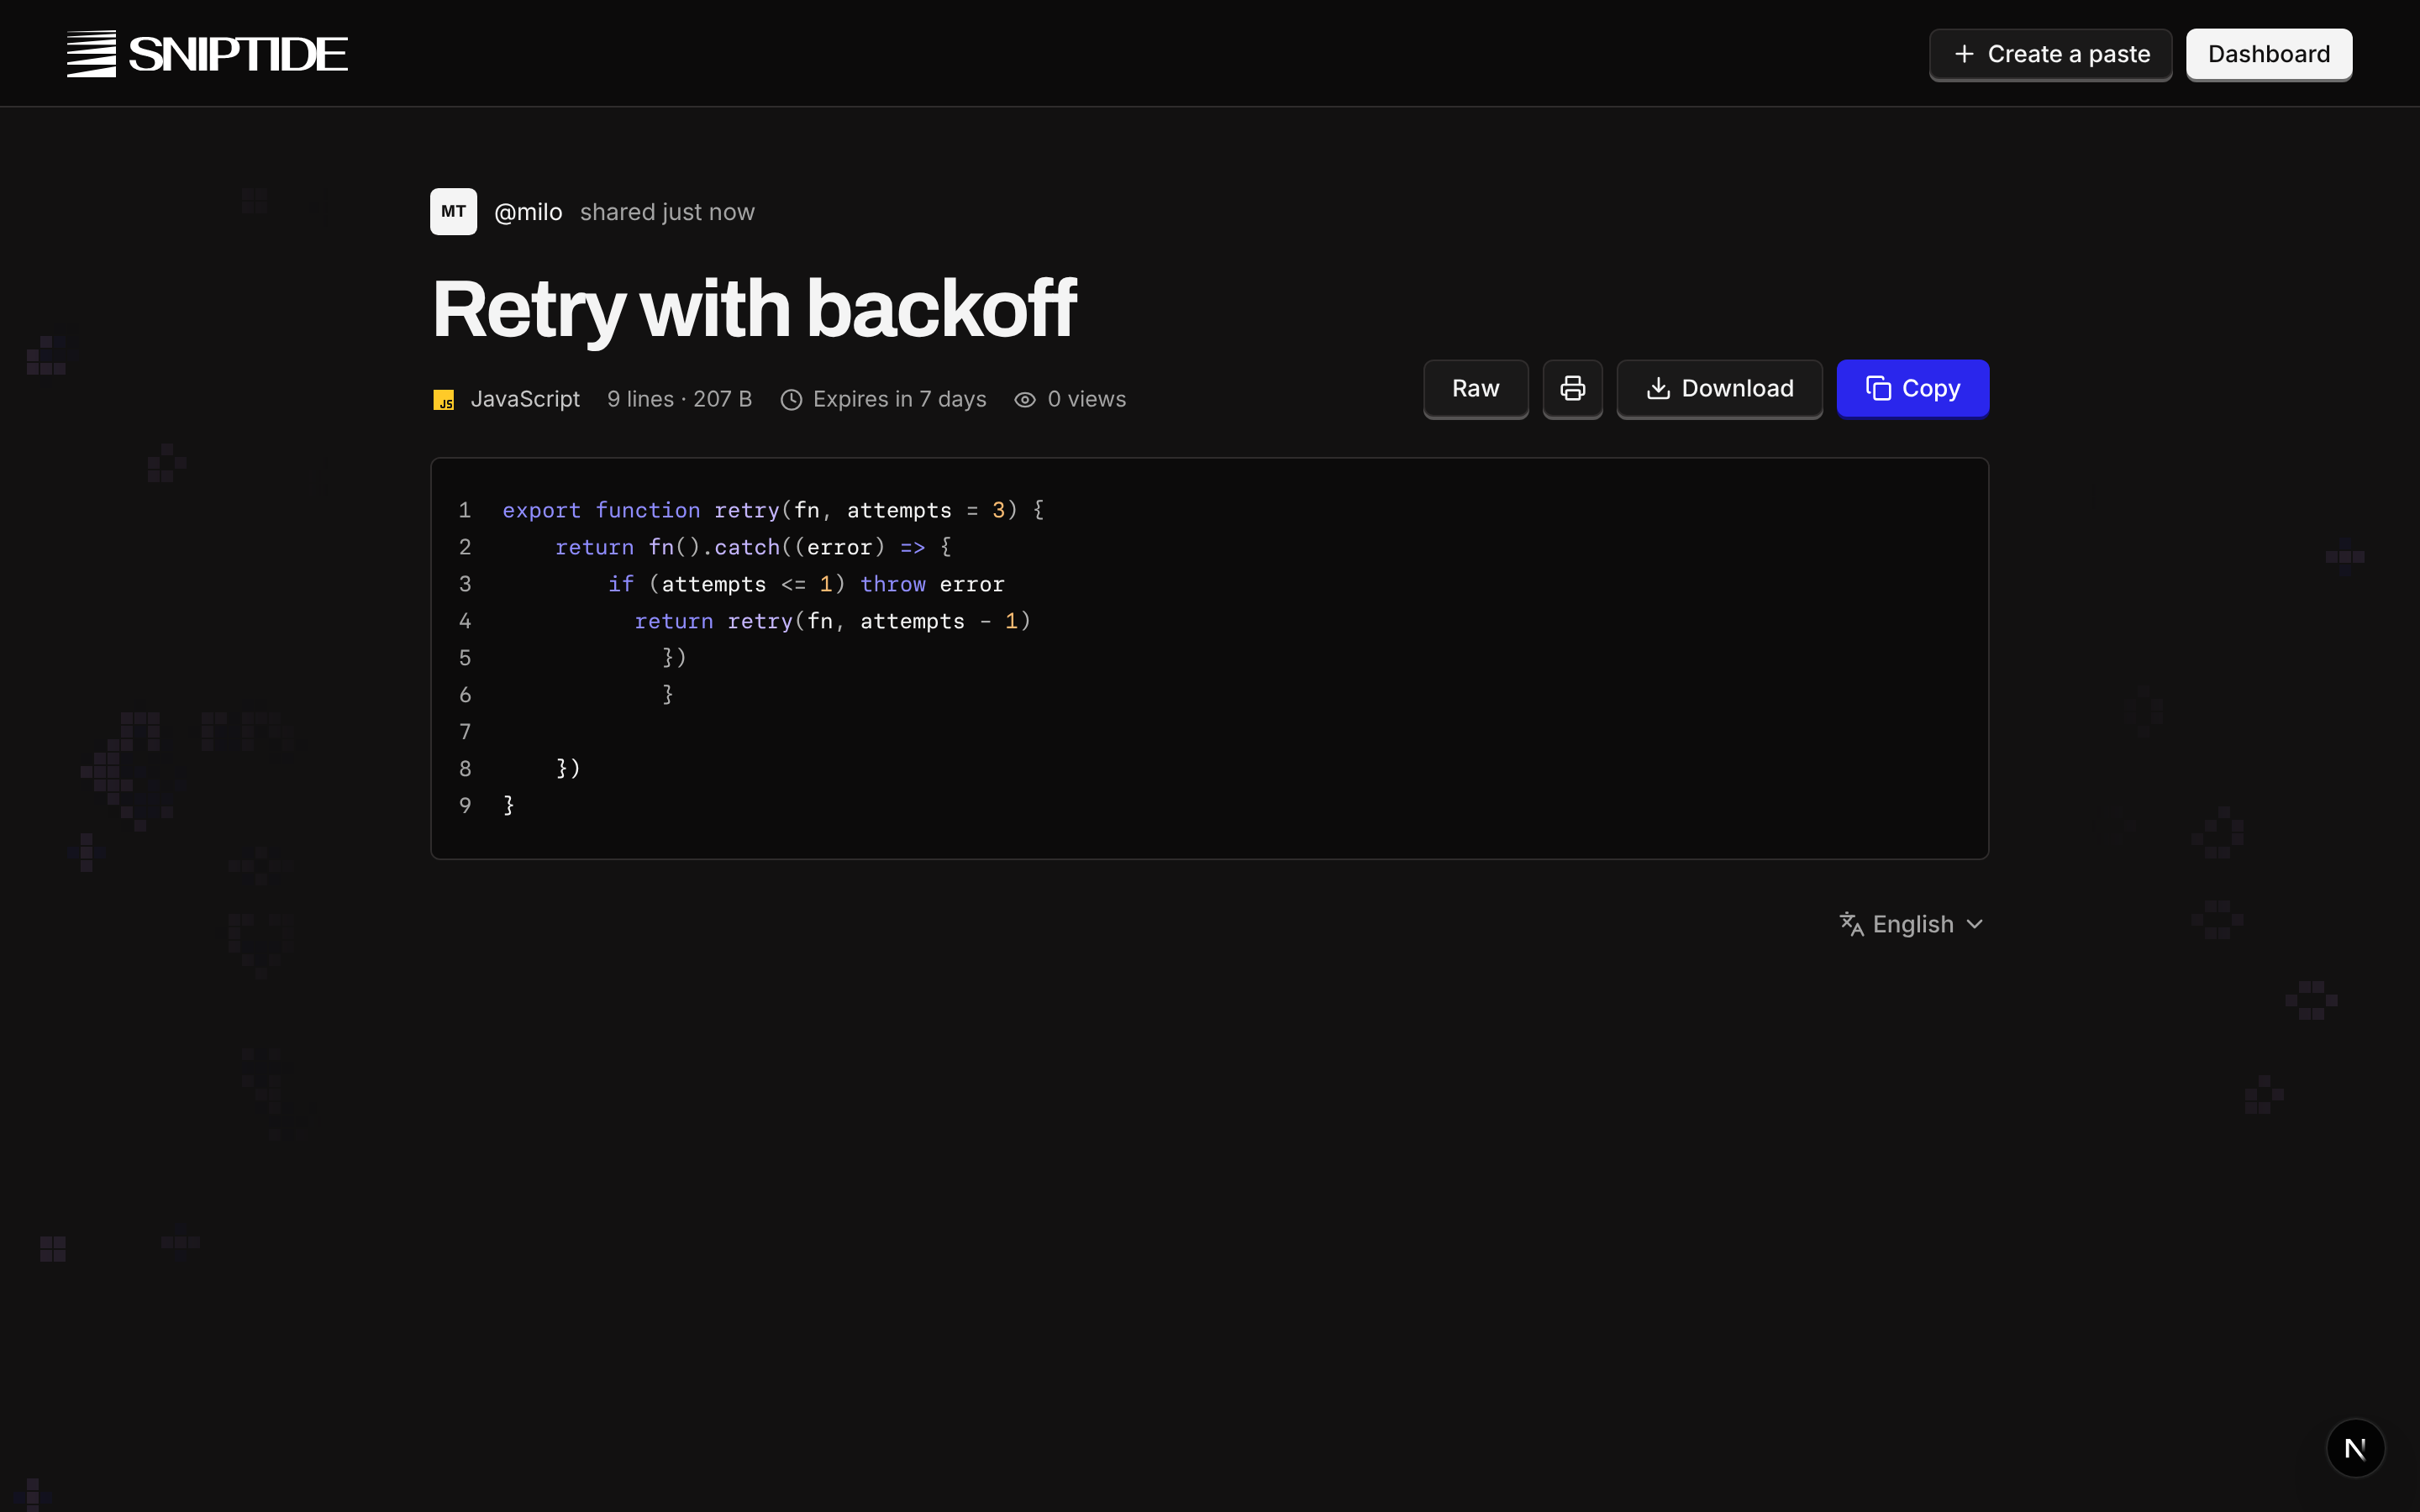 SNIPTIDE
Create a paste
Dashboard
MT @milo shared just now
Retry with backoff
JS JavaScript 9 lines · 207 B Expires in 7 days 0 views
Raw
Download
Copy
1 export function retry(fn, attempts = 3) {
2     return fn().catch((error) => {
3         if (attempts <= 1) throw error
4           return retry(fn, attempts - 1)
5             })
6             }
7
8     })
9 }
English
N